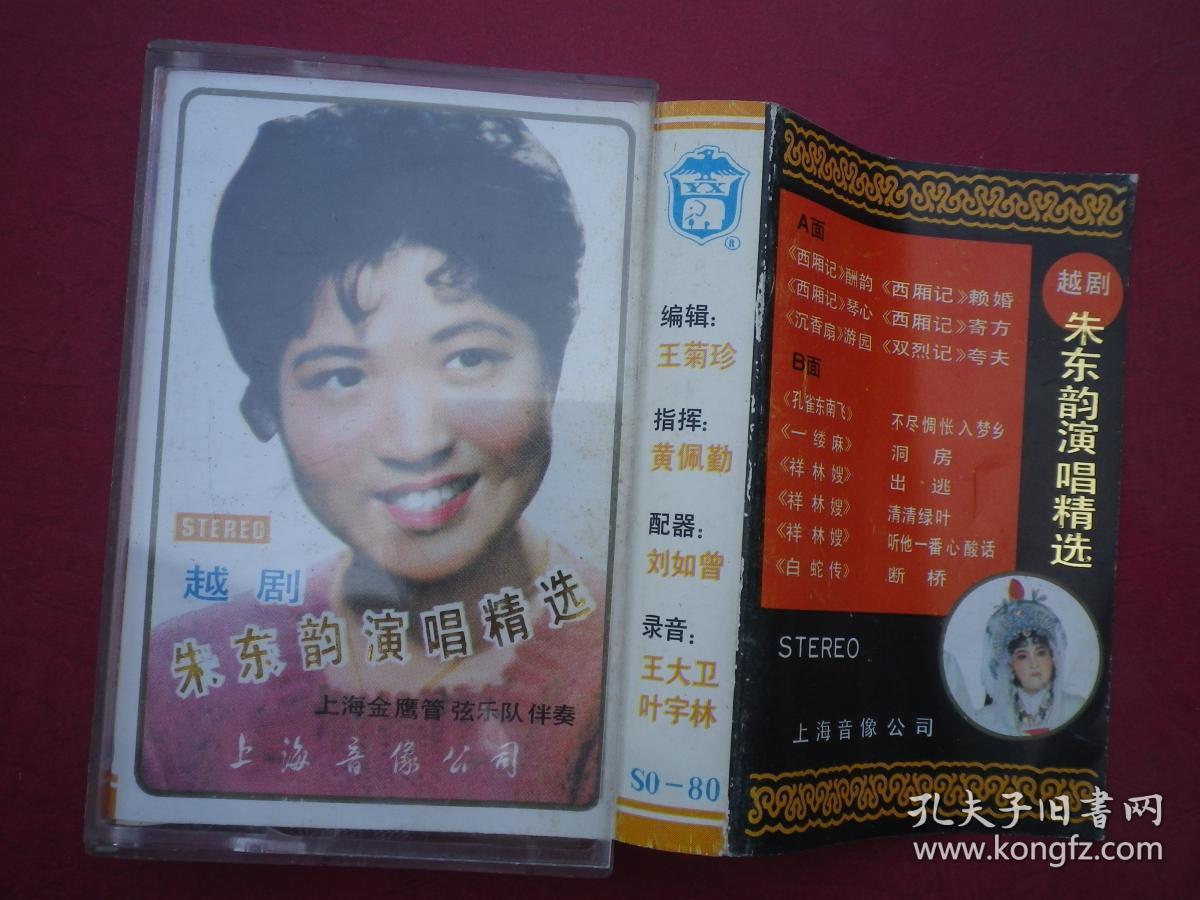 STEREO
越剧
朱东韵演唱精选
上海金鹰管弦乐队伴奏
上海音像公司
YX
®
编辑:
王菊珍
指挥:
黄佩勤
配器:
刘如曾
录音:
王大卫
叶宇林
SO-80
A面
《西厢记》酬韵 《西厢记》赖婚
《西厢记》琴心 《西厢记》寄方
《沉香扇》游园 《双烈记》夸夫
B面
《孔雀东南飞》 不尽惆怅入梦乡
《一缕麻》 洞房
《祥林嫂》 出逃
《祥林嫂》 清清绿叶
《祥林嫂》 听他一番心酸话
《白蛇传》 断桥
STEREO
上海音像公司
越剧
朱东韵演唱精选
孔夫子旧书网
www.kongfz.com